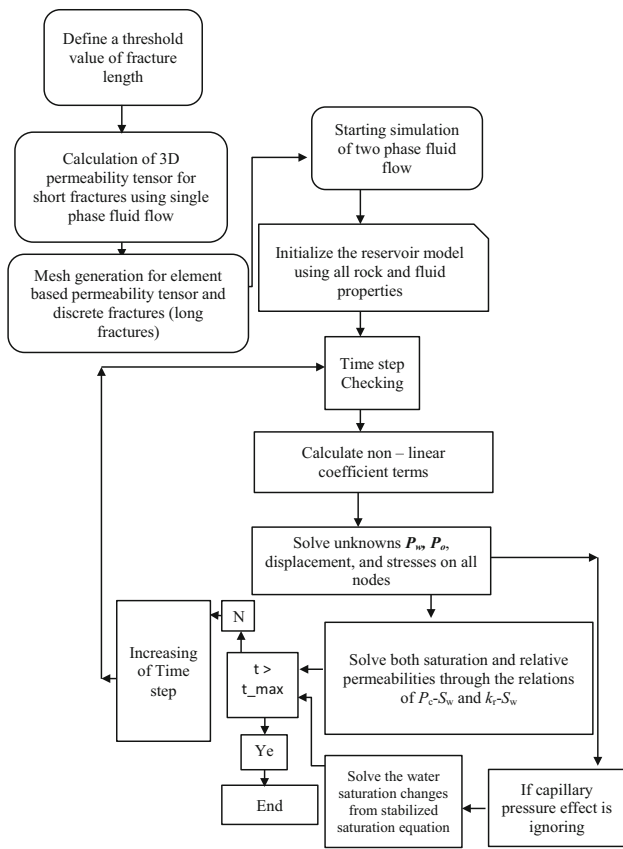 Define a threshold
value of fracture
length
Calculation of 3D
permeability tensor for
short fractures using single
phase fluid flow
Mesh generation for element
based permeability tensor and
discrete fractures (long
fractures)
Starting simulation
of two phase fluid
flow
Initialize the reservoir model
using all rock and fluid
properties
Time step
Checking
Calculate non – linear
coefficient terms
Solve unknowns Pw, Po,
displacement, and stresses on all
nodes
Solve both saturation and relative
permeabilities through the relations
of Pc-Sw and kr-Sw
If capillary
pressure effect is
ignoring
Solve the water
saturation changes
from stabilized
saturation equation
t >
t_max
N
Increasing
of Time
step
Ye
End